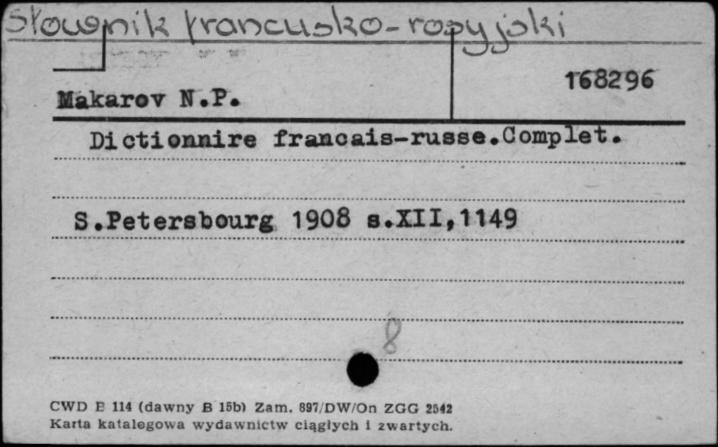 Słownik francusko-rosyjski
168296
Makarov N.P.
Dictionnire francais-russe.Complet.
S.Petersbourg 1908 s.XII,1149
8
CWD E 114 (dawny B 15b) Zam. 897/DW/On ZGG 2542
Karta katalogowa wydawnictw ciągłych i zwartych.